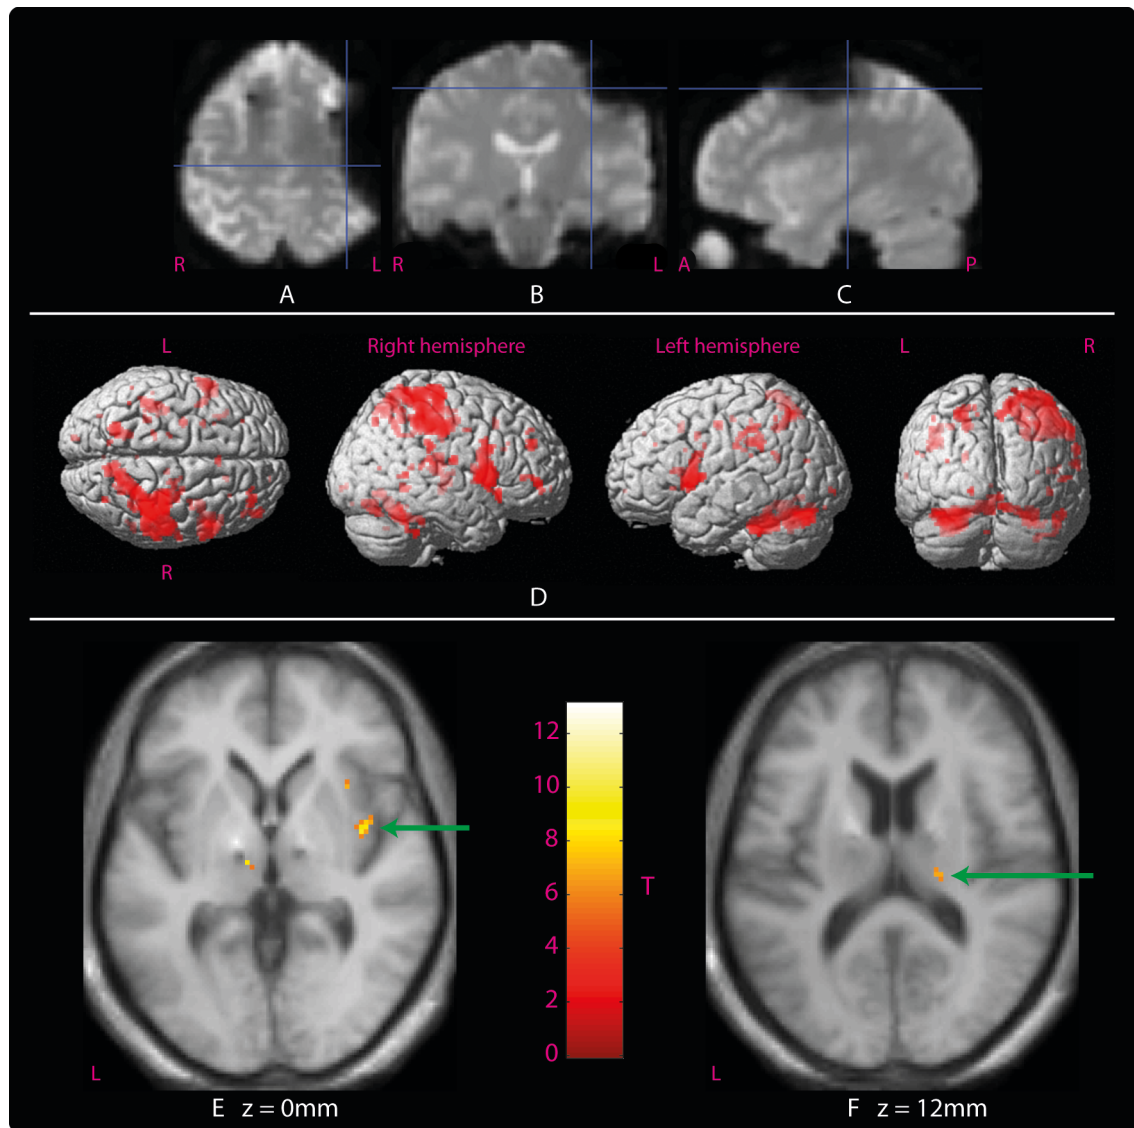 R
L
R
L
A
P
A
B
C
L
Right hemisphere
Left hemisphere
L
R
R
D
12
10
8
6
4
2
0
T
L
L
E z = 0mm
F z = 12mm